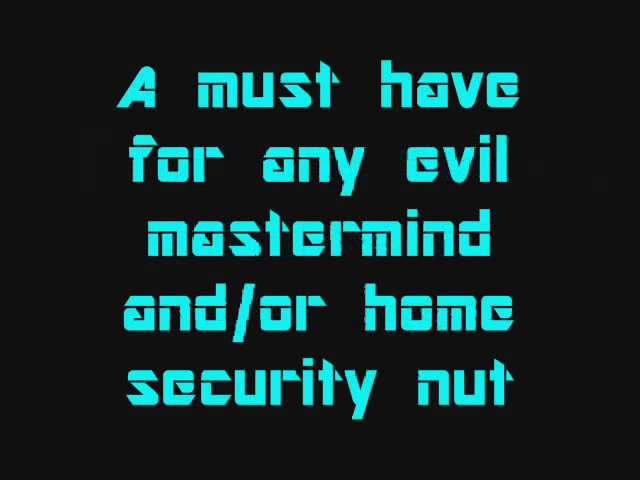 A must have
for any evil
mastermind
and/or home
security nut